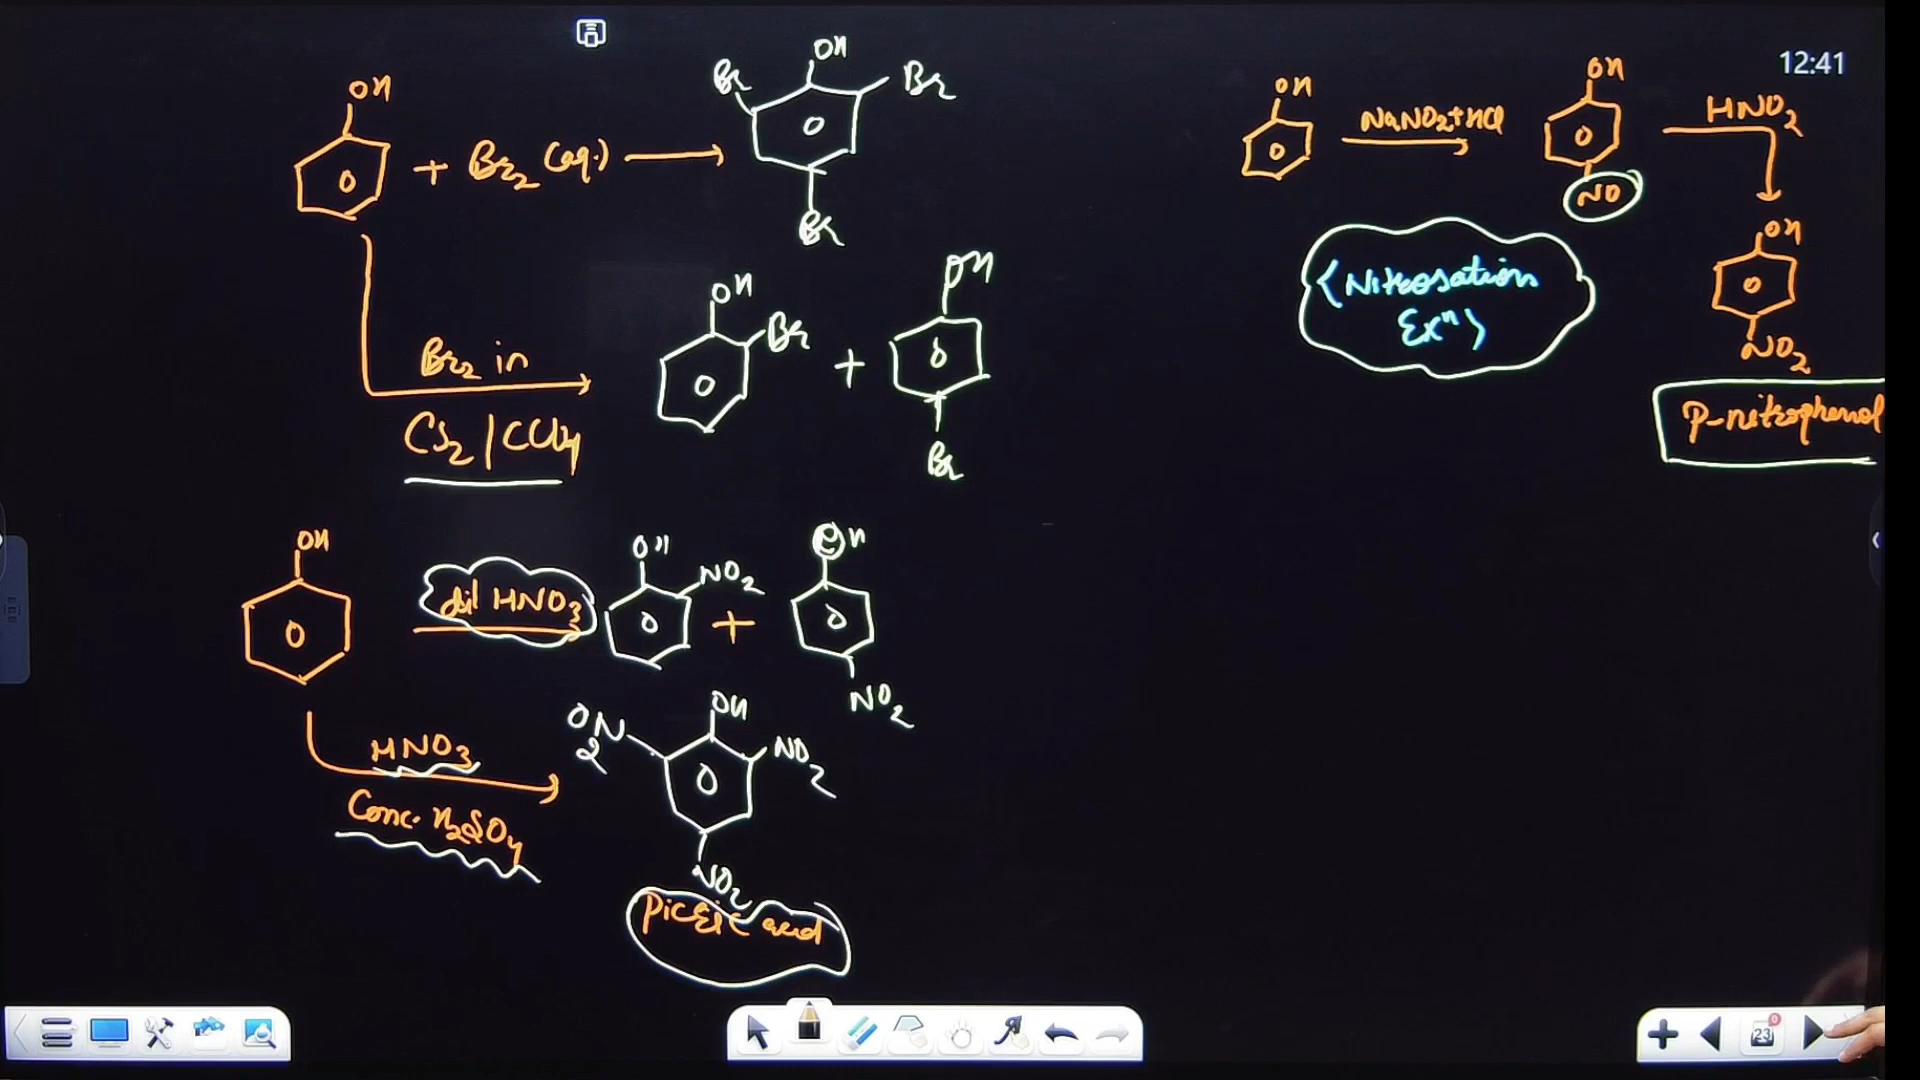 12:41
OH
+ Br2 (aq.)
OH
Br
Br
Br
Br2 in
CS2 | CCl4
OH
Br
+
OH
Br
OH
dil HNO3
OH
NO2
+
OH
NO2
HNO3
Conc. H2SO4
OH
O2N
NO2
NO2
Picric acid
OH
NaNO2 + HCl
OH
NO
HNO2
OH
NO2
(Nitrosation
Exn)
P-nitrophenol
23
0